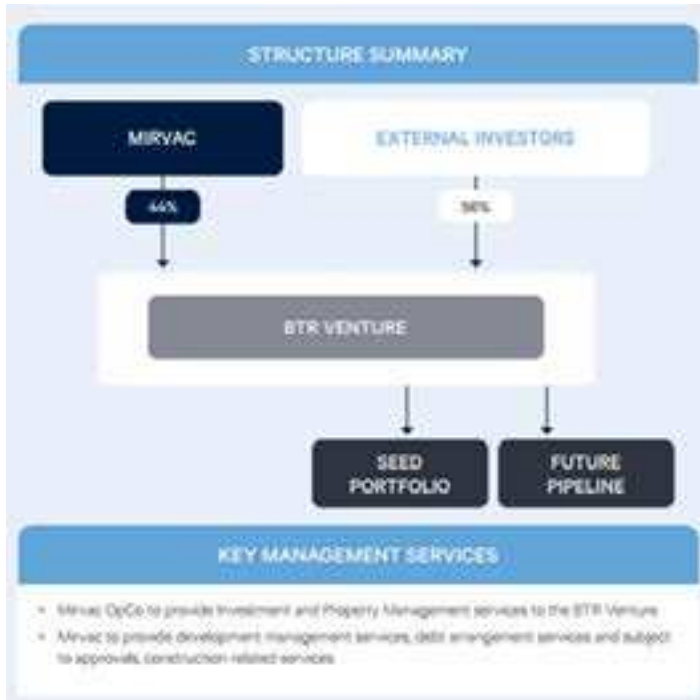 STRUCTURE SUMMARY
MIRVAC
EXTERNAL INVESTORS
44%
56%
BTR VENTURE
SEED
PORTFOLIO
FUTURE
PIPELINE
KEY MANAGEMENT SERVICES
• Mirvac OpCo to provide Investment and Property Management services to the BTR Venture
• Mirvac to provide development management services, debt arrangement services and subject
to approvals, construction related services